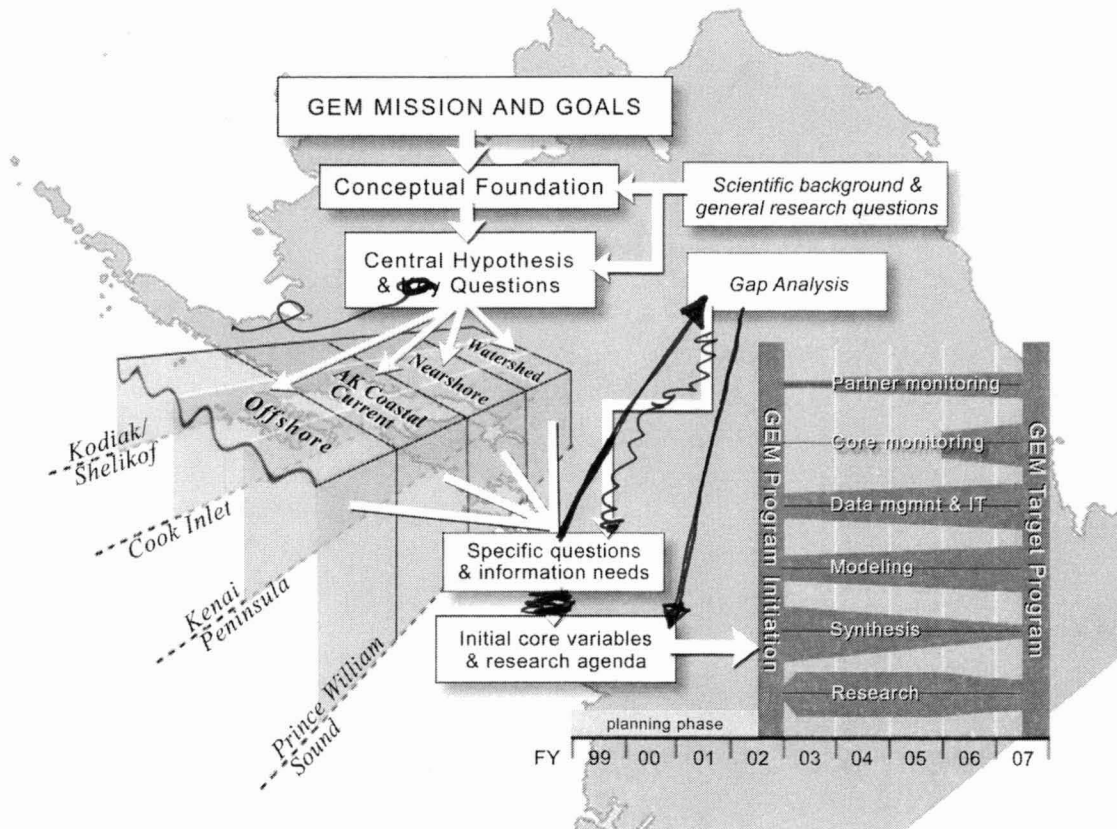 GEM MISSION AND GOALS
Conceptual Foundation
Scientific background &
general research questions
Central Hypothesis
& Questions
Gap Analysis
Watershed
Nearshore
AK Coastal
Current
Offshore
Kodiak/
Shelikof
Cook Inlet
Kenai
Peninsula
Prince William
Sound
Specific questions
& information needs
Initial core variables
& research agenda
GEM Program Initiation
Partner monitoring
Core monitoring
Data mgmnt & IT
Modeling
Synthesis
Research
GEM Target Program
planning phase
FY 99 00 01 02 03 04 05 06 07